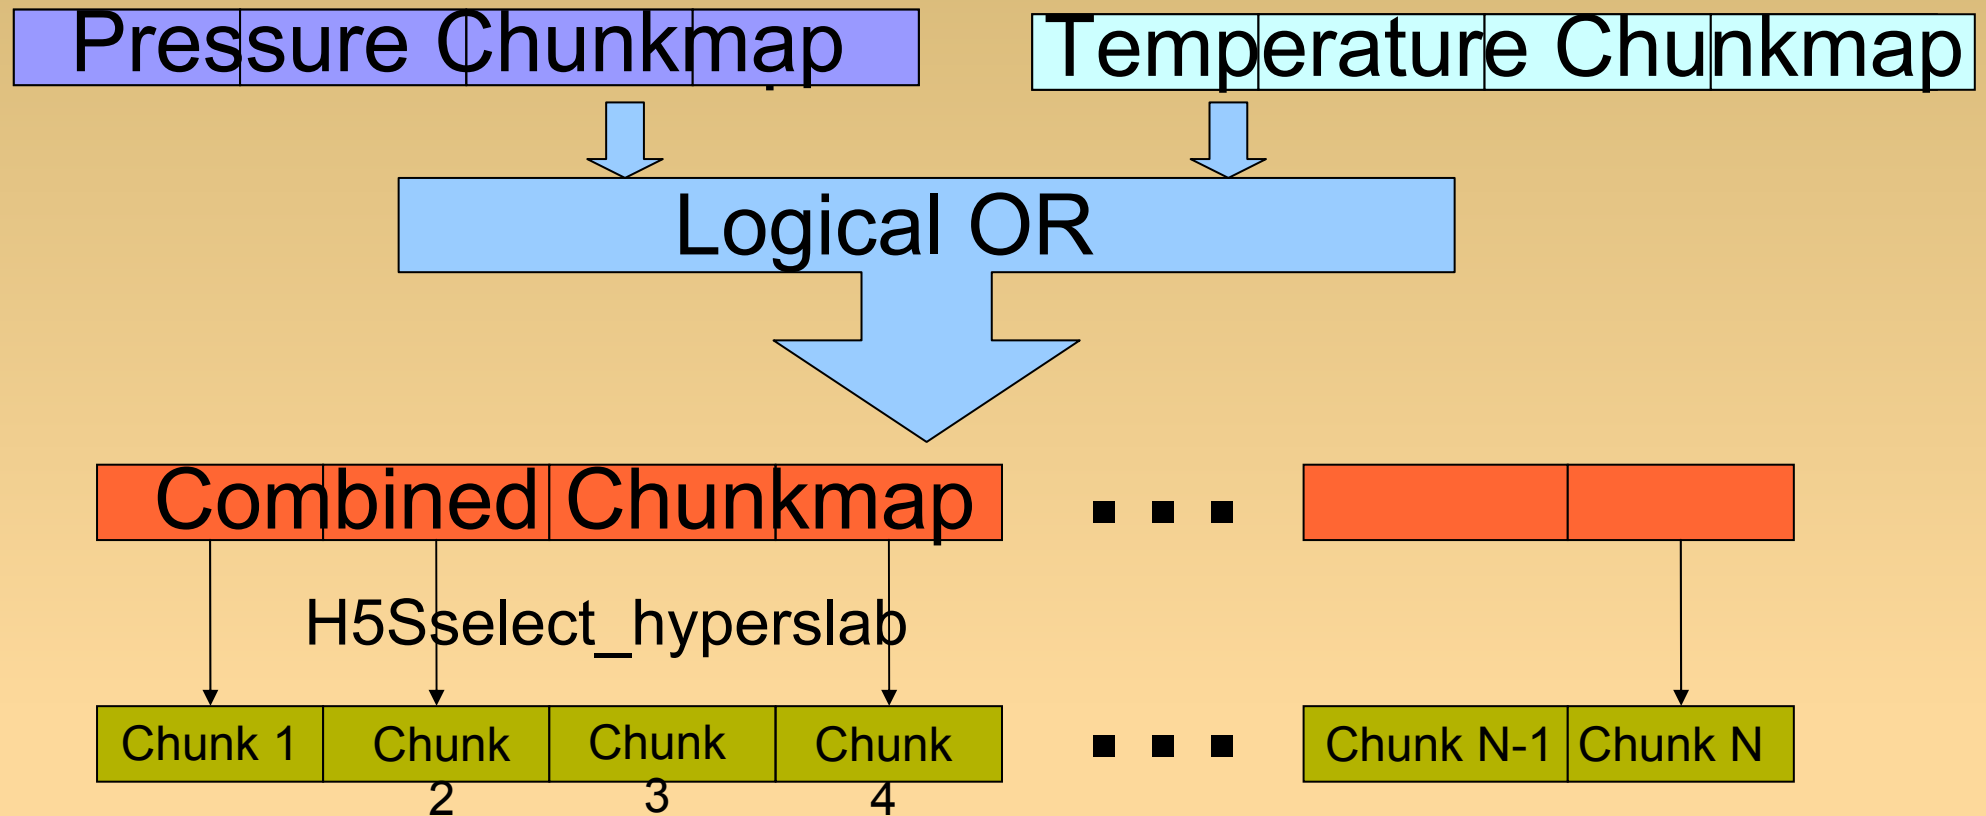 Pressure Chunkmap
Temperature Chunkmap
Logical OR
Combined Chunkmap
H5Sselect_hyperslab
Chunk 1
Chunk
2
Chunk
3
Chunk
4
Chunk N-1
Chunk N